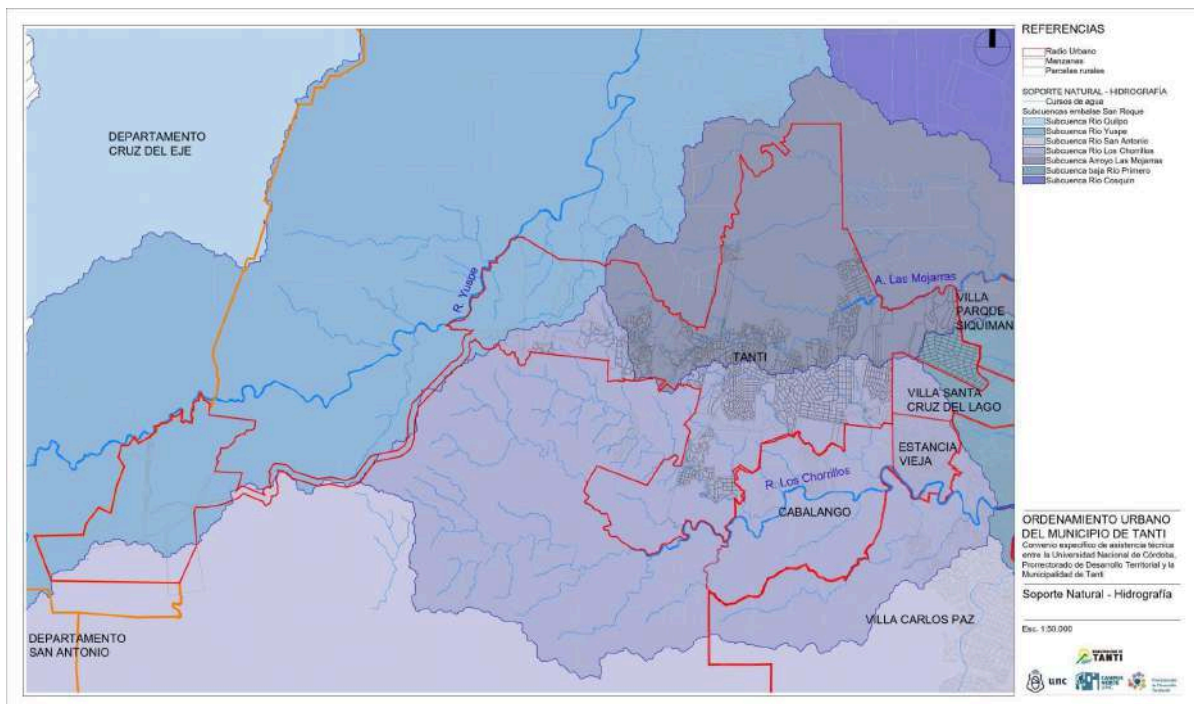 DEPARTAMENTO
CRUZ DEL EJE
R. Yuspe
A. Las Mojarras
VILLA
PARQUE
SIQUIMAN
TANTI
VILLA SANTA
CRUZ DEL LAGO
ESTANCIA
VIEJA
R. Los Chorrillos
CABALANGO
VILLA CARLOS PAZ
DEPARTAMENTO
SAN ANTONIO
REFERENCIAS
Radio Urbano
Manzanas
Parcelas rurales
SOPORTE NATURAL - HIDROGRAFÍA
Cursos de agua
Subcuencas embalse San Roque
Subcuenca Río Quilpo
Subcuenca Río Yuspe
Subcuenca Río San Antonio
Subcuenca Río Los Chorrillos
Subcuenca Arroyo Las Mojarras
Subcuenca baja Río Primero
Subcuenca Río Cosquín
ORDENAMIENTO URBANO
DEL MUNICIPIO DE TANTI
Convenio específico de asistencia técnica
entre la Universidad Nacional de Córdoba,
Prorrectorado de Desarrollo Territorial y la
Municipalidad de Tanti
Soporte Natural - Hidrografía
Esc. 1:50.000
TANTI
unc
CAMPUS
NORTE
UNC